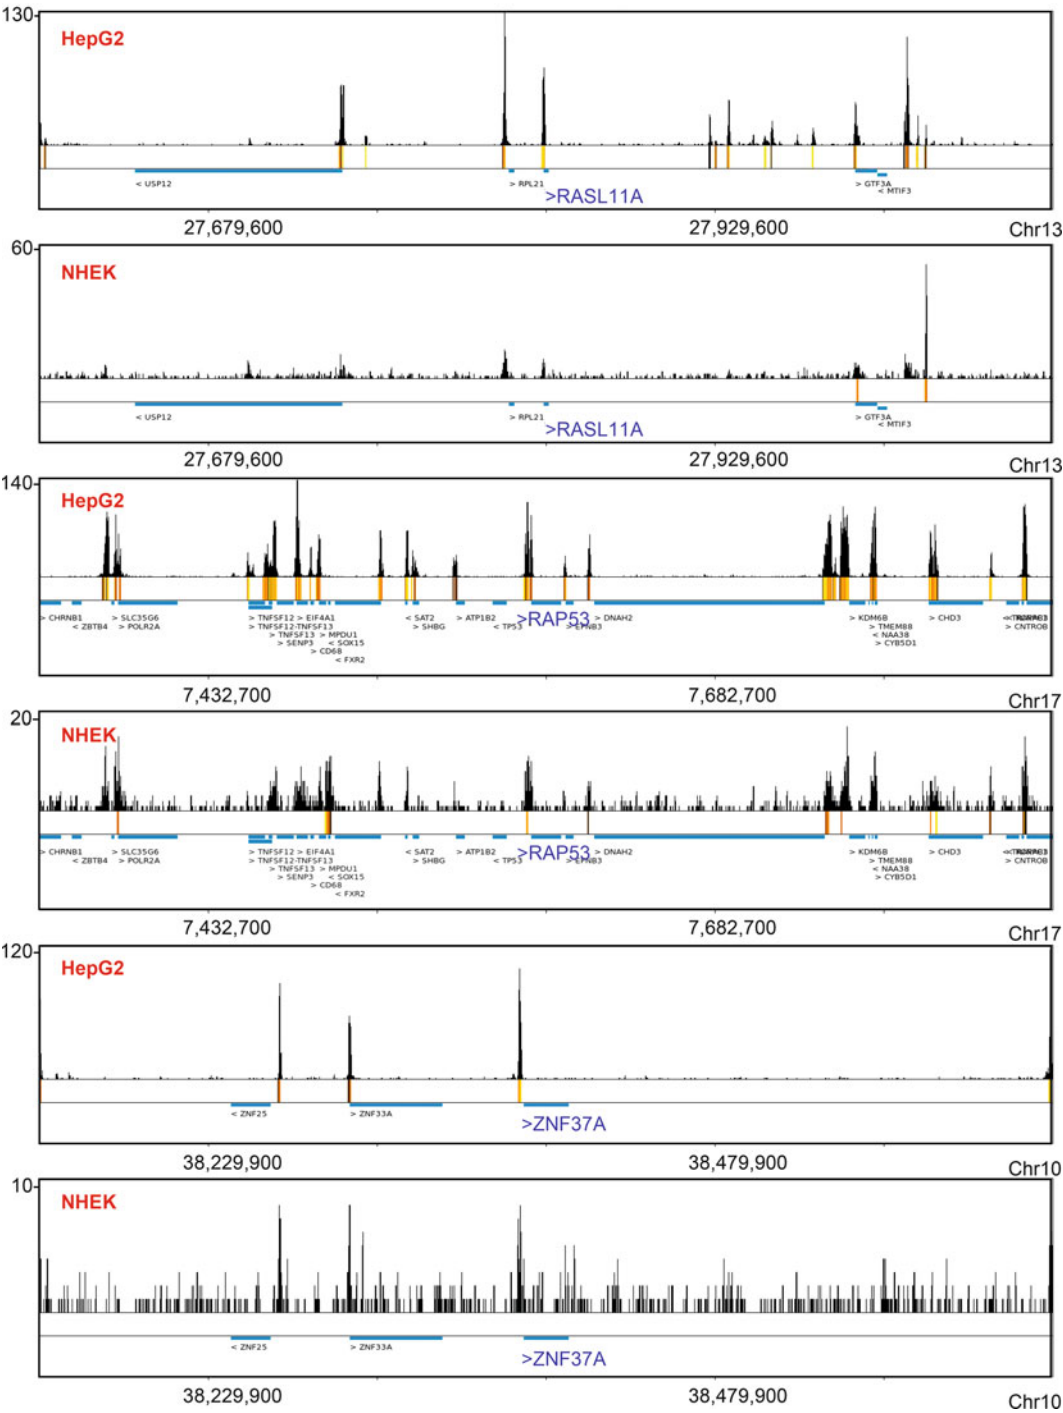 130
HepG2
< USP12
> RPL21
> GTF3A
< MTIF3
>RASL11A
27,679,600
27,929,600
Chr13
60
NHEK
< USP12
> RPL21
> GTF3A
< MTIF3
>RASL11A
27,679,600
27,929,600
Chr13
140
HepG2
> CHRNB1 > SLC35G6 > TNFSF12 > EIF4A1 < SAT2 > ATP1B2 >RAP53 > DNAH2 > KDM6B > CHD3
< ZBTB4 > POLR2A > TNFSF12-TNFSF13 > SHBG < TP53 > TMEM88 > CNTROB
> TNFSF13 > MPDU1 < NAA38
> SENP3 < SOX15 > CYB5D1
> CD68
< FXR2
7,432,700
7,682,700
Chr17
20
NHEK
> CHRNB1 > SLC35G6 > TNFSF12 > EIF4A1 < SAT2 > ATP1B2 >RAP53 > DNAH2 > KDM6B > CHD3
< ZBTB4 > POLR2A > TNFSF12-TNFSF13 > SHBG < TP53 > TMEM88 > CNTROB
> TNFSF13 > MPDU1 < NAA38
> SENP3 < SOX15 > CYB5D1
> CD68
< FXR2
7,432,700
7,682,700
Chr17
120
HepG2
< ZNF25
> ZNF33A
>ZNF37A
38,229,900
38,479,900
Chr10
10
NHEK
< ZNF25
> ZNF33A
>ZNF37A
38,229,900
38,479,900
Chr10